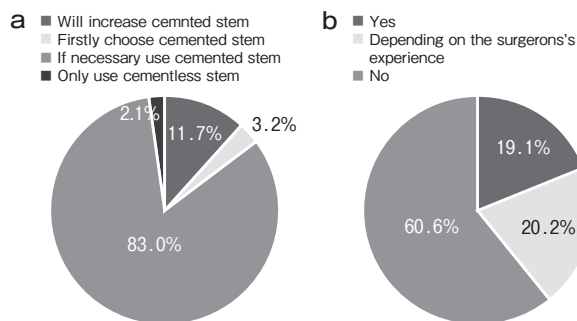 a
Will increase cemnted stem
Firstly choose cemented stem
If necessary use cemented stem
Only use cementless stem
2.1%
11.7%
3.2%
83.0%
b
Yes
Depending on the surgerons's
experience
No
19.1%
60.6%
20.2%